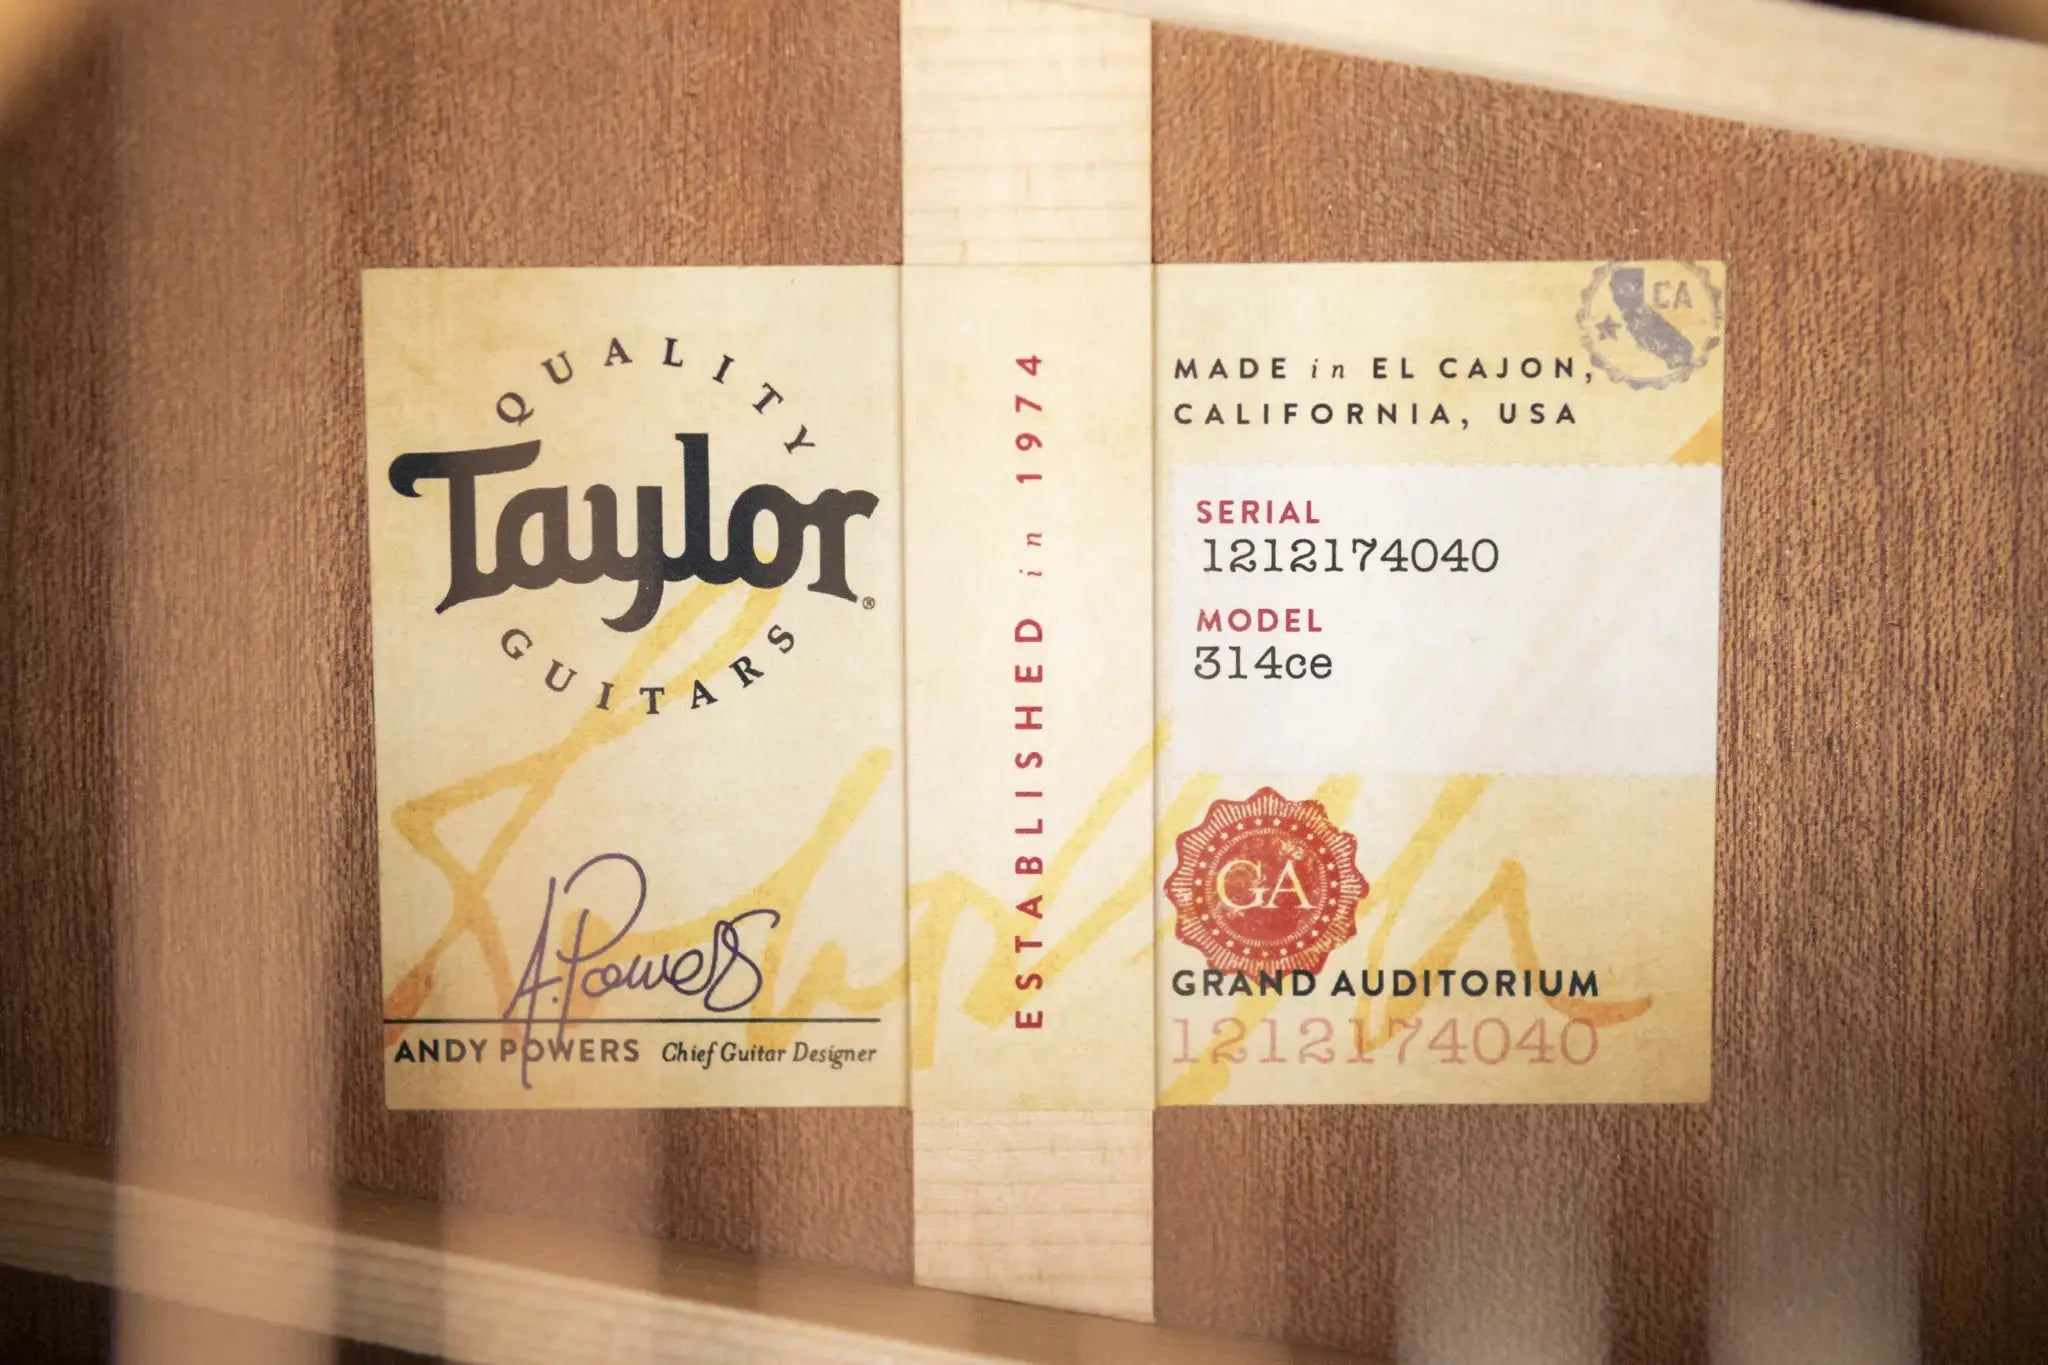 QUALITY
Taylor®
GUITARS
A. Powers
ANDY POWERS Chief Guitar Designer
ESTABLISHED in 1974
CA
MADE in EL CAJON,
CALIFORNIA, USA
SERIAL
1212174040
MODEL
314ce
GA
GRAND AUDITORIUM
1212174040